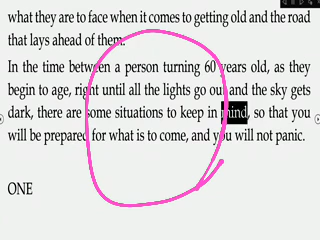 what they are to face when it comes to getting old and the road
that lays ahead of them.
In the time between a person turning 60 years old, as they
begin to age, right until all the lights go out and the sky gets
dark, there are some situations to keep in mind, so that you
will be prepared for what is to come, and you will not panic.
ONE